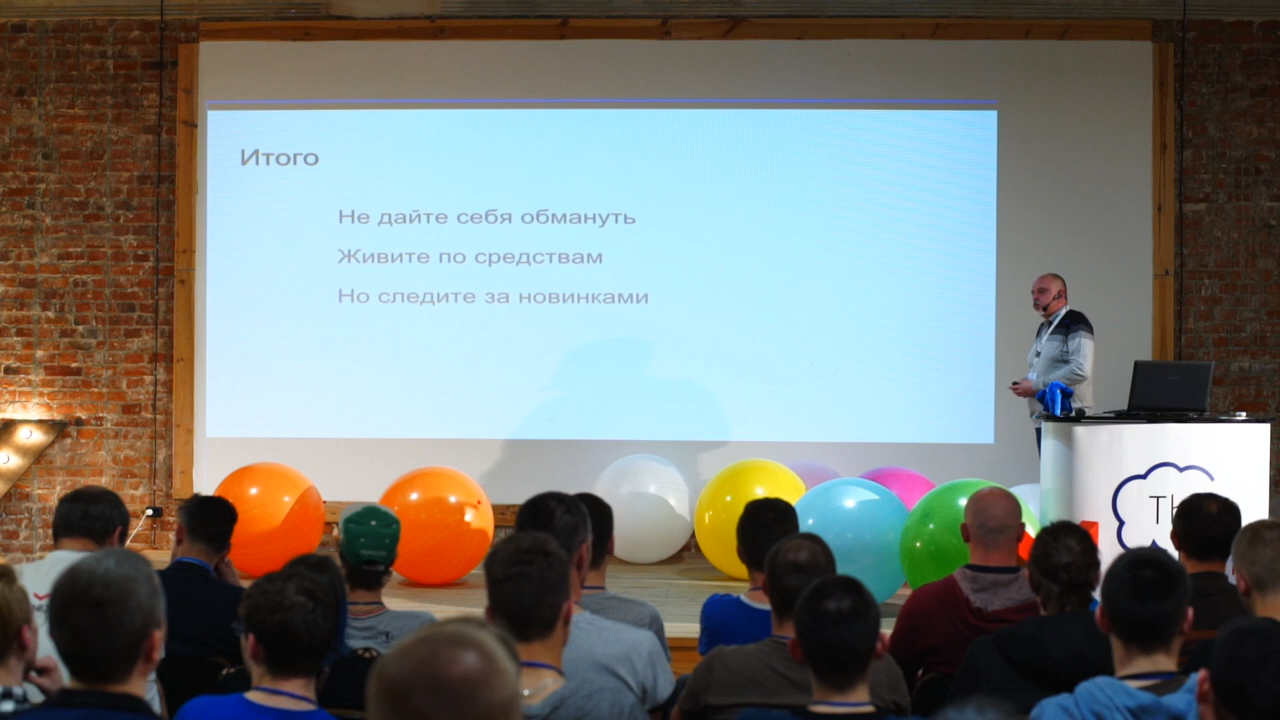 Итого
Не дайте себя обмануть
Живите по средствам
Но следите за новинками